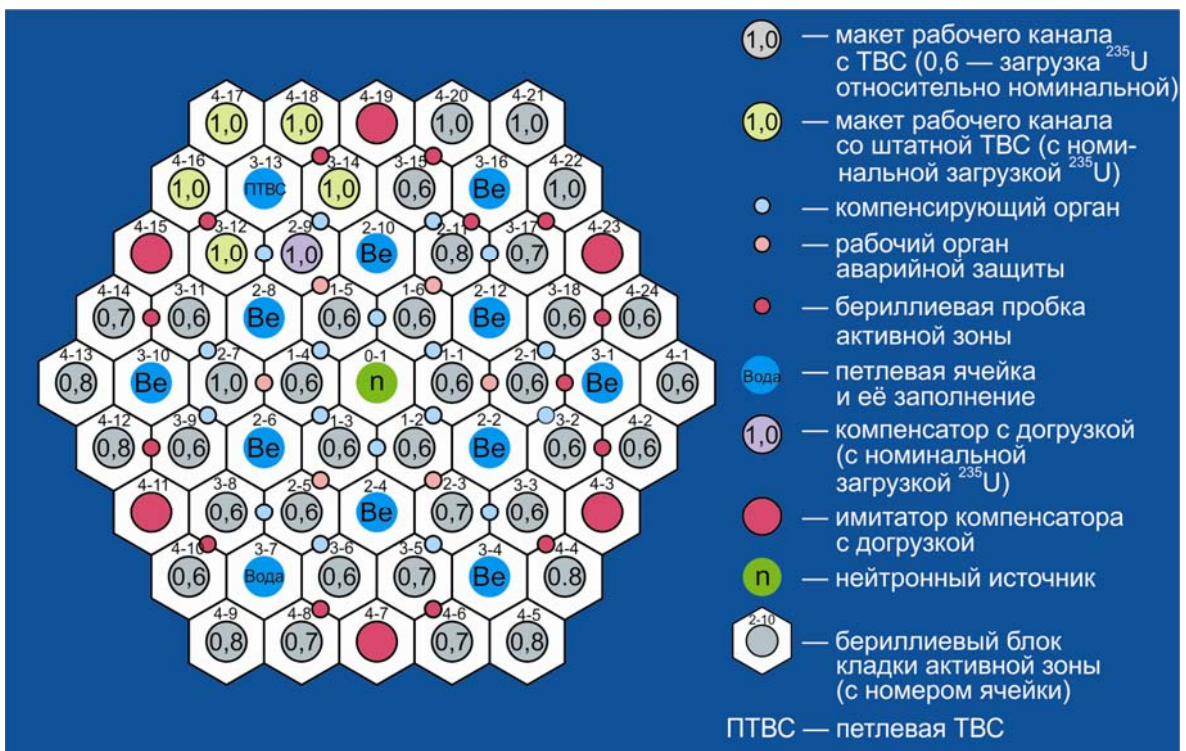 4-17 4-18 4-19 4-20 4-21
1,0 1,0 1,0 1,0
4-16 3-13 3-14 3-15 3-16 4-22
1,0 ПТВС 1,0 0,6 Be 1,0
4-15 3-12 2-9 2-10 2-11 3-17 4-23
1,0 1,0 Be 0,8 0,7
4-14 3-11 2-8 1-5 1-6 2-12 3-18 4-24
0,7 0,6 Be 0,6 0,6 Be 0,6 0,6
4-13 3-10 2-7 1-4 0-1 1-1 2-1 3-1 4-1
0,8 Be 1,0 0,6 n 0,6 0,6 Be 0,6
4-12 3-9 2-6 1-3 1-2 2-2 3-2 4-2
0,8 0,6 Be 0,6 0,6 Be 0,6 0,6
4-11 3-8 2-5 2-4 2-3 3-3 4-3
0,6 0,6 Be 0,7 0,6
4-10 3-7 3-6 3-5 3-4 4-4
0,6 Вода 0,6 0,7 Be 0.8
4-9 4-8 4-7 4-6 4-5
0,8 0,7 0,7 0,8
1,0 — макет рабочего канала
с ТВС (0,6 — загрузка ²³⁵U
относительно номинальной)
1,0 — макет рабочего канала
со штатной ТВС (с номи-
нальной загрузкой ²³⁵U)
— компенсирующий орган
— рабочий орган
аварийной защиты
— бериллиевая пробка
активной зоны
Вода — петлевая ячейка
и её заполнение
1,0 — компенсатор с догрузкой
(с номинальной
загрузкой ²³⁵U)
— имитатор компенсатора
с догрузкой
n — нейтронный источник
2-10 — бериллиевый блок
кладки активной зоны
(с номером ячейки)
ПТВС — петлевая ТВС